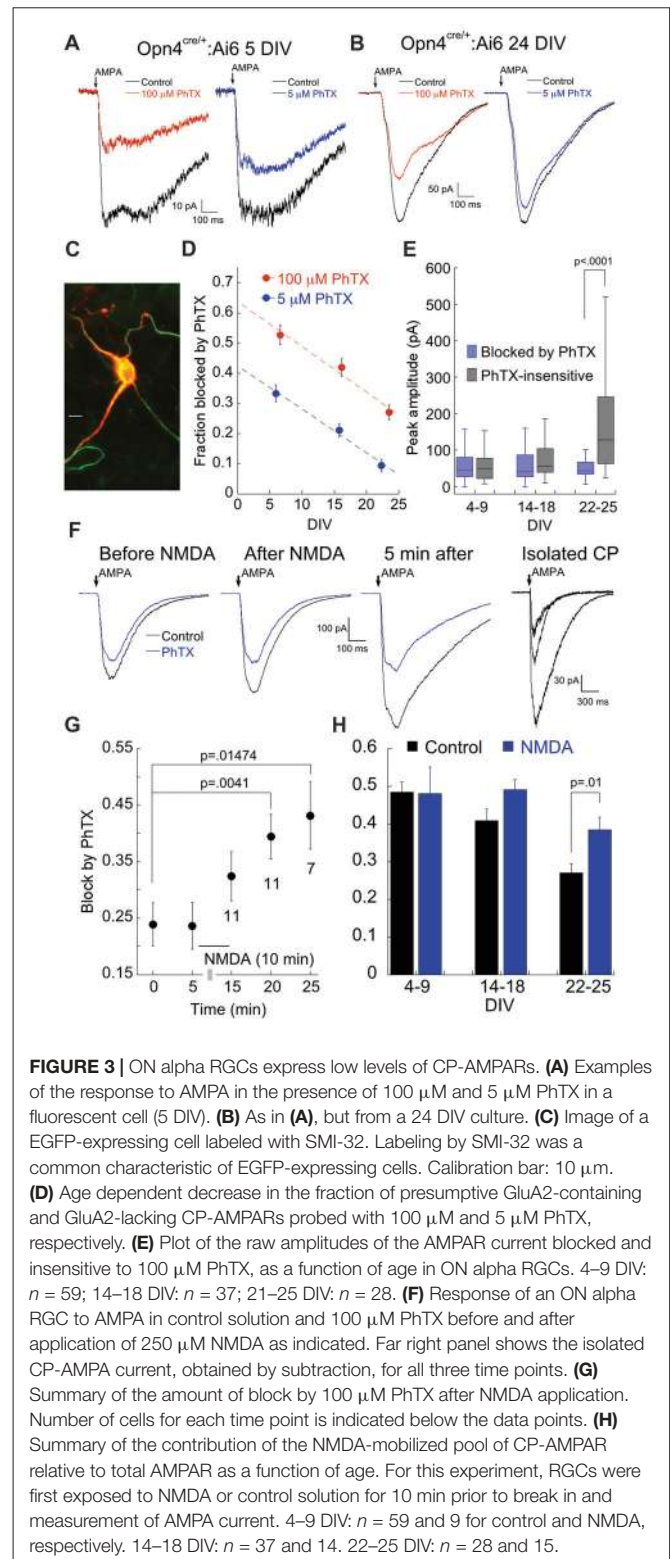 A
Opn4cre/+:Ai6 5 DIV
AMPA
Control
100 μM PhTX
10 pA
100 ms
AMPA
Control
5 μM PhTX
B
Opn4cre/+:Ai6 24 DIV
AMPA
Control
100 μM PhTX
50 pA
100 ms
AMPA
Control
5 μM PhTX
C
D
Fraction blocked by PhTX
0.7
0.6
0.5
0.4
0.3
0.2
0.1
0
100 μM PhTX
5 μM PhTX
0 5 10 15 20 25
DIV
E
Peak amplitude (pA)
600
500
400
300
200
100
0
p<.0001
Blocked by PhTX
PhTX-insensitive
4-9 14-18 22-25
DIV
F
Before NMDA
AMPA
Control
PhTX
After NMDA
AMPA
100 pA
100 ms
5 min after
AMPA
Isolated CP
AMPA
30 pA
300 ms
G
Block by PhTX
0.55
0.45
0.35
0.25
0.15
p=.01474
p=.0041
11
11
7
NMDA (10 min)
0 5 15 20 25
Time (min)
H
Control
NMDA
0.6
0.5
0.4
0.3
0.2
0.1
0
p=.01
4-9 14-18 22-25
DIV
FIGURE 3 | ON alpha RGCs express low levels of CP-AMPARs. (A) Examples
of the response to AMPA in the presence of 100 μM and 5 μM PhTX in a
fluorescent cell (5 DIV). (B) As in (A), but from a 24 DIV culture. (C) Image of a
EGFP-expressing cell labeled with SMI-32. Labeling by SMI-32 was a
common characteristic of EGFP-expressing cells. Calibration bar: 10 μm.
(D) Age dependent decrease in the fraction of presumptive GluA2-containing
and GluA2-lacking CP-AMPARs probed with 100 μM and 5 μM PhTX,
respectively. (E) Plot of the raw amplitudes of the AMPAR current blocked and
insensitive to 100 μM PhTX, as a function of age in ON alpha RGCs. 4–9 DIV:
n = 59; 14–18 DIV: n = 37; 21–25 DIV: n = 28. (F) Response of an ON alpha
RGC to AMPA in control solution and 100 μM PhTX before and after
application of 250 μM NMDA as indicated. Far right panel shows the isolated
CP-AMPA current, obtained by subtraction, for all three time points. (G)
Summary of the amount of block by 100 μM PhTX after NMDA application.
Number of cells for each time point is indicated below the data points. (H)
Summary of the contribution of the NMDA-mobilized pool of CP-AMPAR
relative to total AMPAR as a function of age. For this experiment, RGCs were
first exposed to NMDA or control solution for 10 min prior to break in and
measurement of AMPA current. 4–9 DIV: n = 59 and 9 for control and NMDA,
respectively. 14–18 DIV: n = 37 and 14. 22–25 DIV: n = 28 and 15.